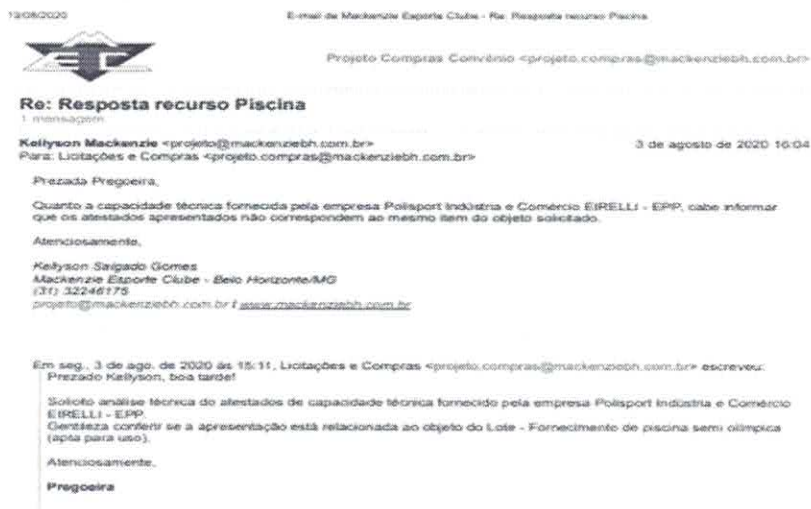 13/08/2020
E-mail de Mackenzie Esporte Clube - Re: Resposta recurso Piscina
Projeto Compras Convênio <projeto.compras@mackenziebh.com.br>
Re: Resposta recurso Piscina
1 mensagem
Kellyson Mackenzie <projeto@mackenziebh.com.br>
3 de agosto de 2020 16:04
Para: Licitações e Compras <projeto.compras@mackenziebh.com.br>
Prezada Pregoeira,
Quanto a capacidade técnica fornecida pela empresa Polisport Indústria e Comércio EIRELLI - EPP, cabe informar
que os atestados apresentados não correspondem ao mesmo item do objeto solicitado.
Atenciosamente,
Kellyson Salgado Gomes
Mackenzie Esporte Clube - Belo Horizonte/MG
(31) 32246175
projeto@mackenziebh.com.br / www.mackenziebh.com.br
Em seg., 3 de ago. de 2020 às 15:11, Licitações e Compras <projeto.compras@mackenziebh.com.br> escreveu:
Prezado Kellyson, boa tarde!
Solicito análise técnica do atestados de capacidade técnica fornecido pela empresa Polisport Indústria e Comércio
EIRELLI - EPP.
Gentileza conferir se a apresentação está relacionada ao objeto do Lote - Fornecimento de piscina semi olímpica
(apta para uso).
Atenciosamente,
Pregoeira